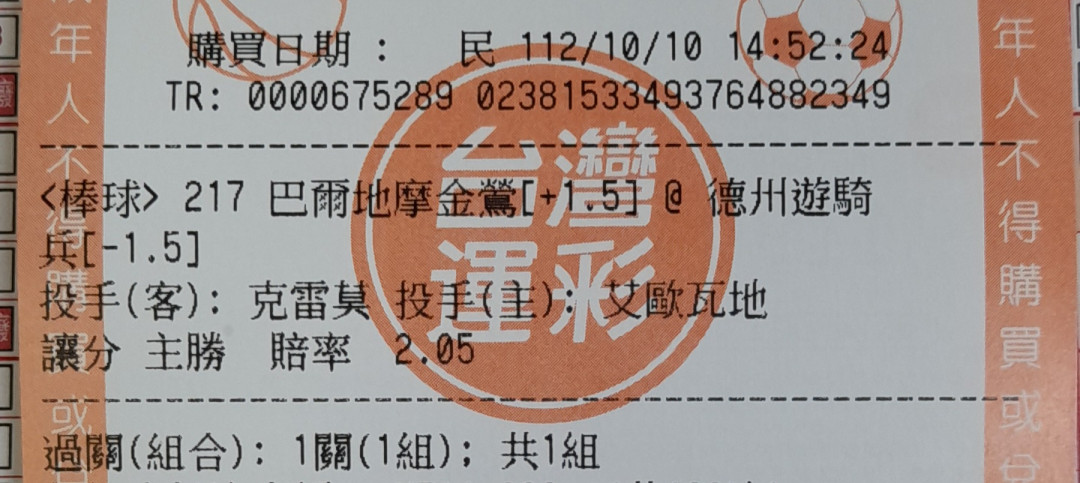 購買日期： 民 112/10/10 14:52:24
TR: 0000675289 02381533493764882349
<棒球> 217 巴爾地摩金鶯[+1.5] @ 德州遊騎
兵[-1.5]
投手(客): 克雷莫 投手(主): 艾歐瓦地
讓分 主勝 賠率 2.05
過關(組合): 1關(1組); 共1組
台灣
運彩
年人不得購買或
年人不得購買或